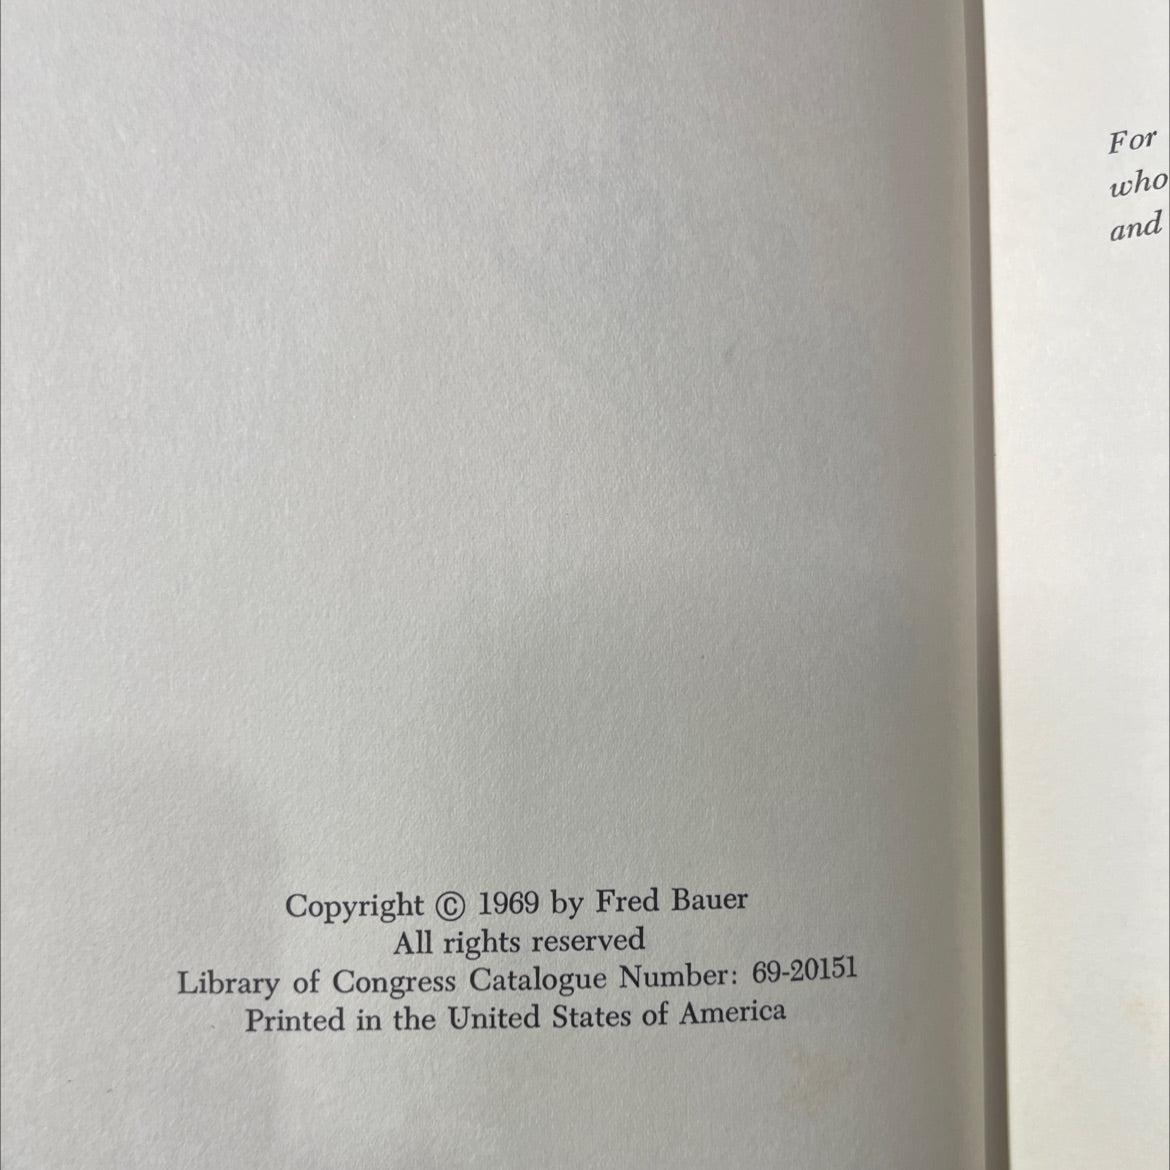 Copyright © 1969 by Fred Bauer
All rights reserved
Library of Congress Catalogue Number: 69-20151
Printed in the United States of America
For
who
and